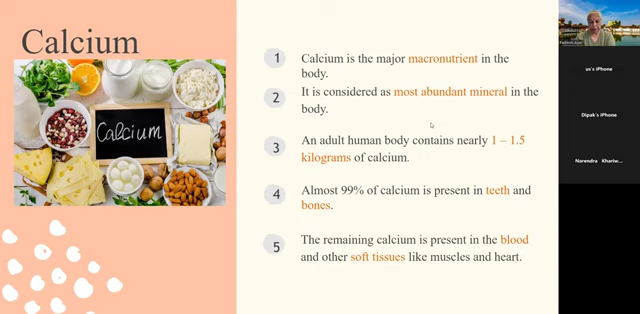 Calcium
Calcium
1
Calcium is the major macronutrient in the
body.
2
It is considered as most abundant mineral in the
body.
3
An adult human body contains nearly 1 – 1.5
kilograms of calcium.
4
Almost 99% of calcium is present in teeth and
bones.
5
The remaining calcium is present in the blood
and other soft tissues like muscles and heart.
us's iPhone
Dipak's iPhone
Narendra Khariw...